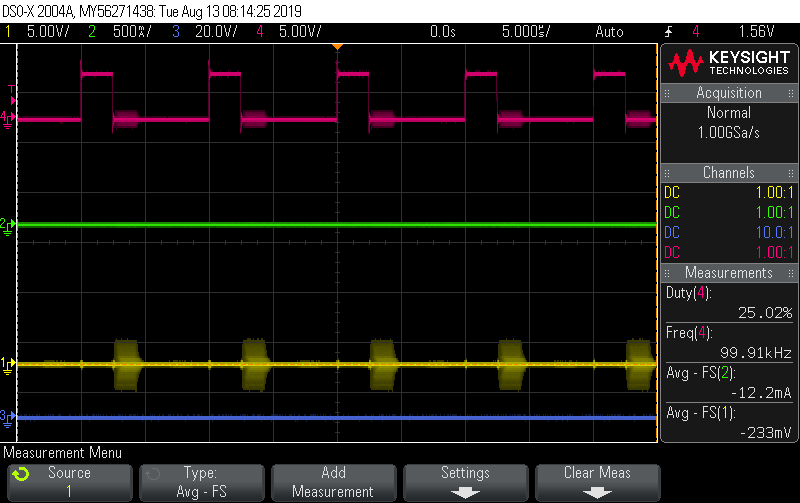 DSO-X 2004A, MY56271438: Tue Aug 13 08:14:25 2019
1 5.00V/ 2 500%/ 3 20.0V/ 4 5.00V/ 0.0s 5.000%/ Auto 4 1.56V
KEYSIGHT
TECHNOLOGIES
Acquisition
Normal
1.00GSa/s
Channels
DC 1.00:1
DC 1.00:1
DC 10.0:1
DC 1.00:1
Measurements
Duty(4):
25.02%
Freq(4):
99.91kHz
Avg - FS(2):
-12.2mA
Avg - FS(1):
-233mV
T
4
2
1
3
Measurement Menu
Source
1
Type:
Avg - FS
Add
Measurement
Settings
Clear Meas